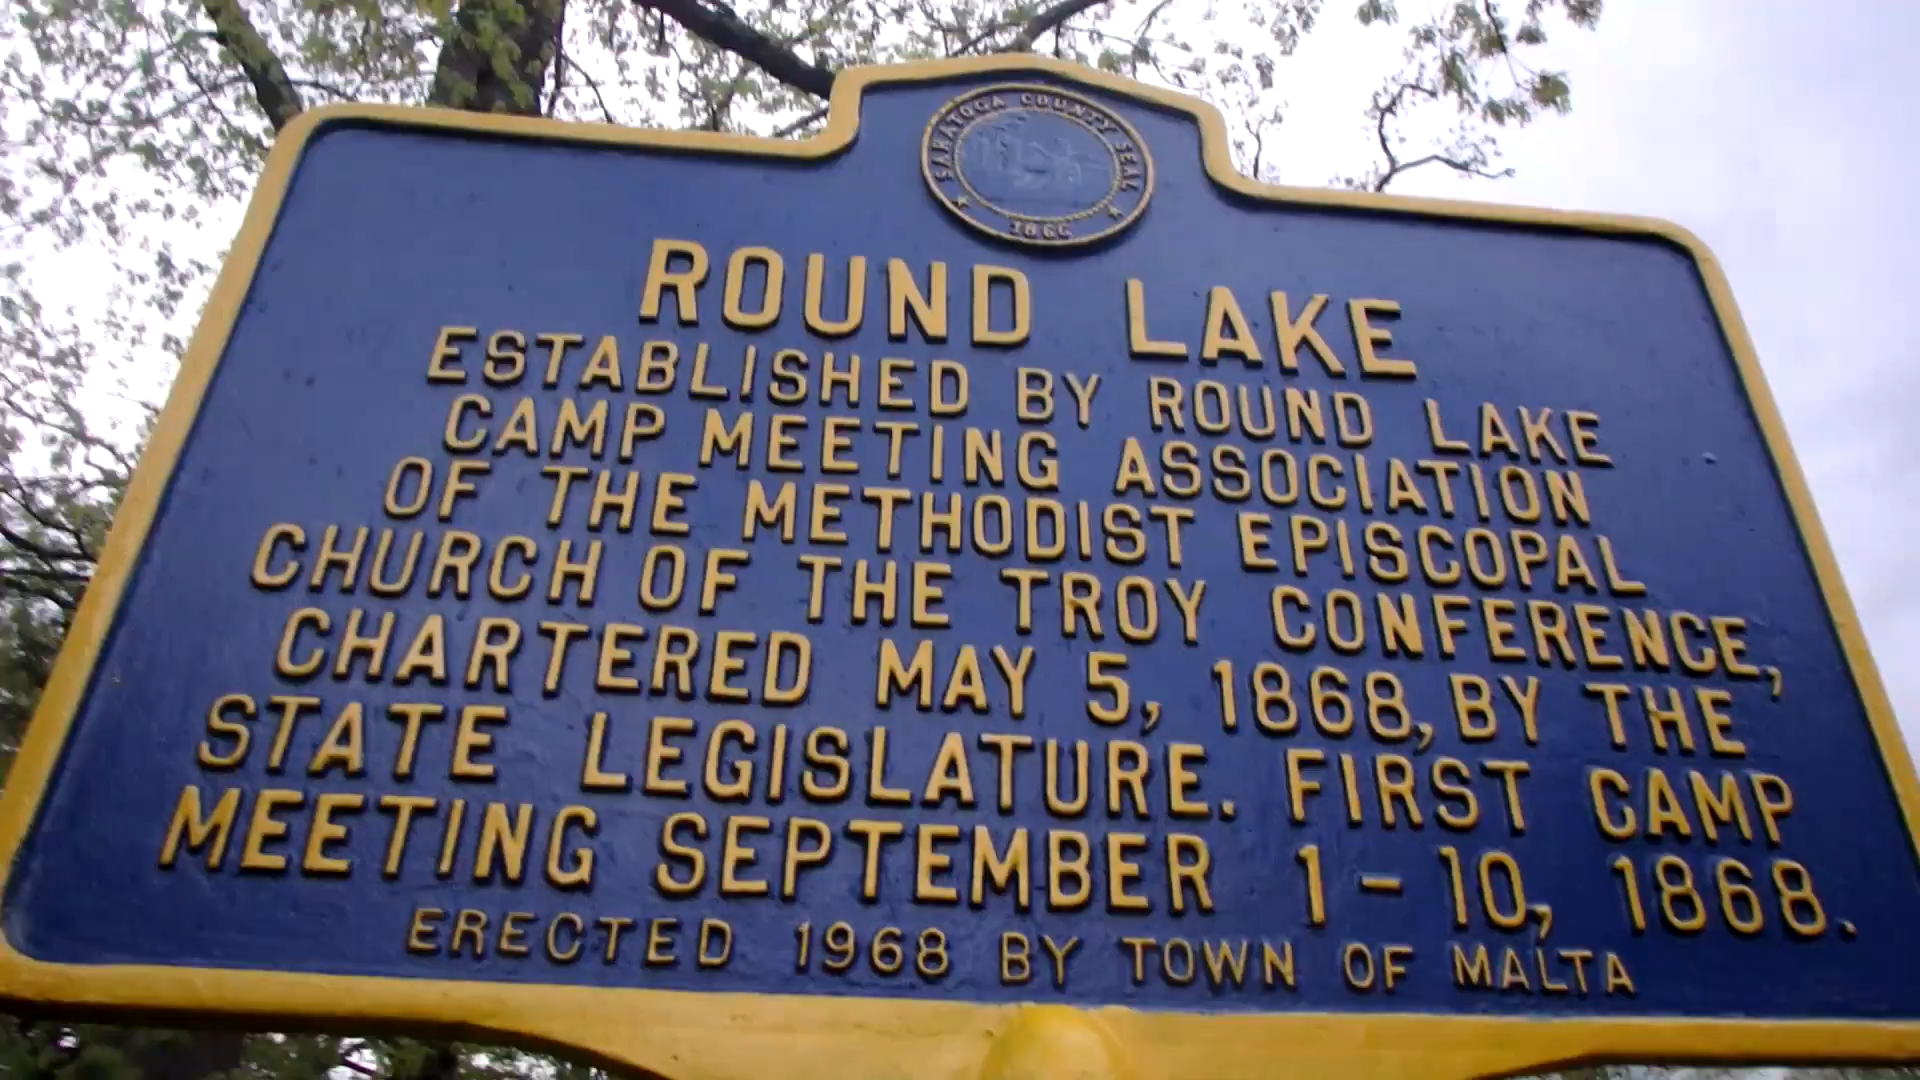 SARATOGA COUNTY SEAL
ROUND LAKE
ESTABLISHED BY ROUND LAKE
CAMP MEETING ASSOCIATION
OF THE METHODIST EPISCOPAL
CHURCH OF THE TROY CONFERENCE,
CHARTERED MAY 5, 1868, BY THE
STATE LEGISLATURE. FIRST CAMP
MEETING SEPTEMBER 1-10, 1868.
ERECTED 1968 BY TOWN OF MALTA